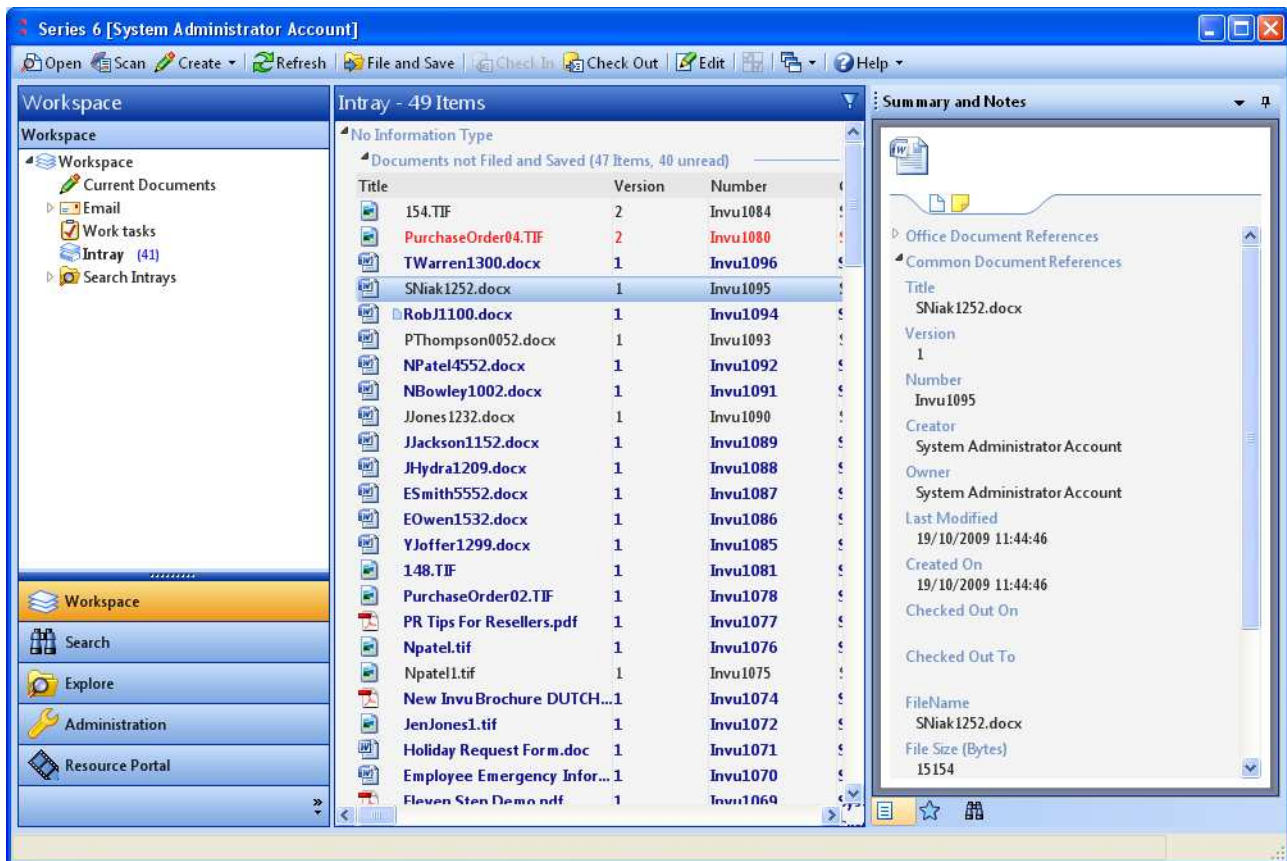 Series 6 [System Administrator Account]
Open Scan Create Refresh File and Save Check In Check Out Edit Help
Workspace
Workspace
Workspace
Current Documents
Email
Work tasks
Intray (41)
Search Intrays
Workspace
Search
Explore
Administration
Resource Portal
Intray - 49 Items
No Information Type
Documents not Filed and Saved (47 Items, 40 unread)
Title Version Number
154.TIF 2 Invu1084
PurchaseOrder04.TIF 2 Invu1080
TWarren1300.docx 1 Invu1096
SNiak1252.docx 1 Invu1095
RobJ1100.docx 1 Invu1094
PThompson0052.docx 1 Invu1093
NPatel4552.docx 1 Invu1092
NBowley1002.docx 1 Invu1091
JJones1232.docx 1 Invu1090
JJackson1152.docx 1 Invu1089
JHydra1209.docx 1 Invu1088
ESmith5552.docx 1 Invu1087
EOwen1532.docx 1 Invu1086
YJoffer1299.docx 1 Invu1085
148.TIF 1 Invu1081
PurchaseOrder02.TIF 1 Invu1078
PR Tips For Resellers.pdf 1 Invu1077
Npatel.tif 1 Invu1076
Npatel1.tif 1 Invu1075
New Invu Brochure DUTCH... 1 Invu1074
JenJones1.tif 1 Invu1072
Holiday Request Form.doc 1 Invu1071
Employee Emergency Infor... 1 Invu1070
Eleven Step Demo.pdf 1 Invu1069
Summary and Notes
Office Document References
Common Document References
Title
SNiak1252.docx
Version
1
Number
Invu1095
Creator
System Administrator Account
Owner
System Administrator Account
Last Modified
19/10/2009 11:44:46
Created On
19/10/2009 11:44:46
Checked Out On
Checked Out To
FileName
SNiak1252.docx
File Size (Bytes)
15154